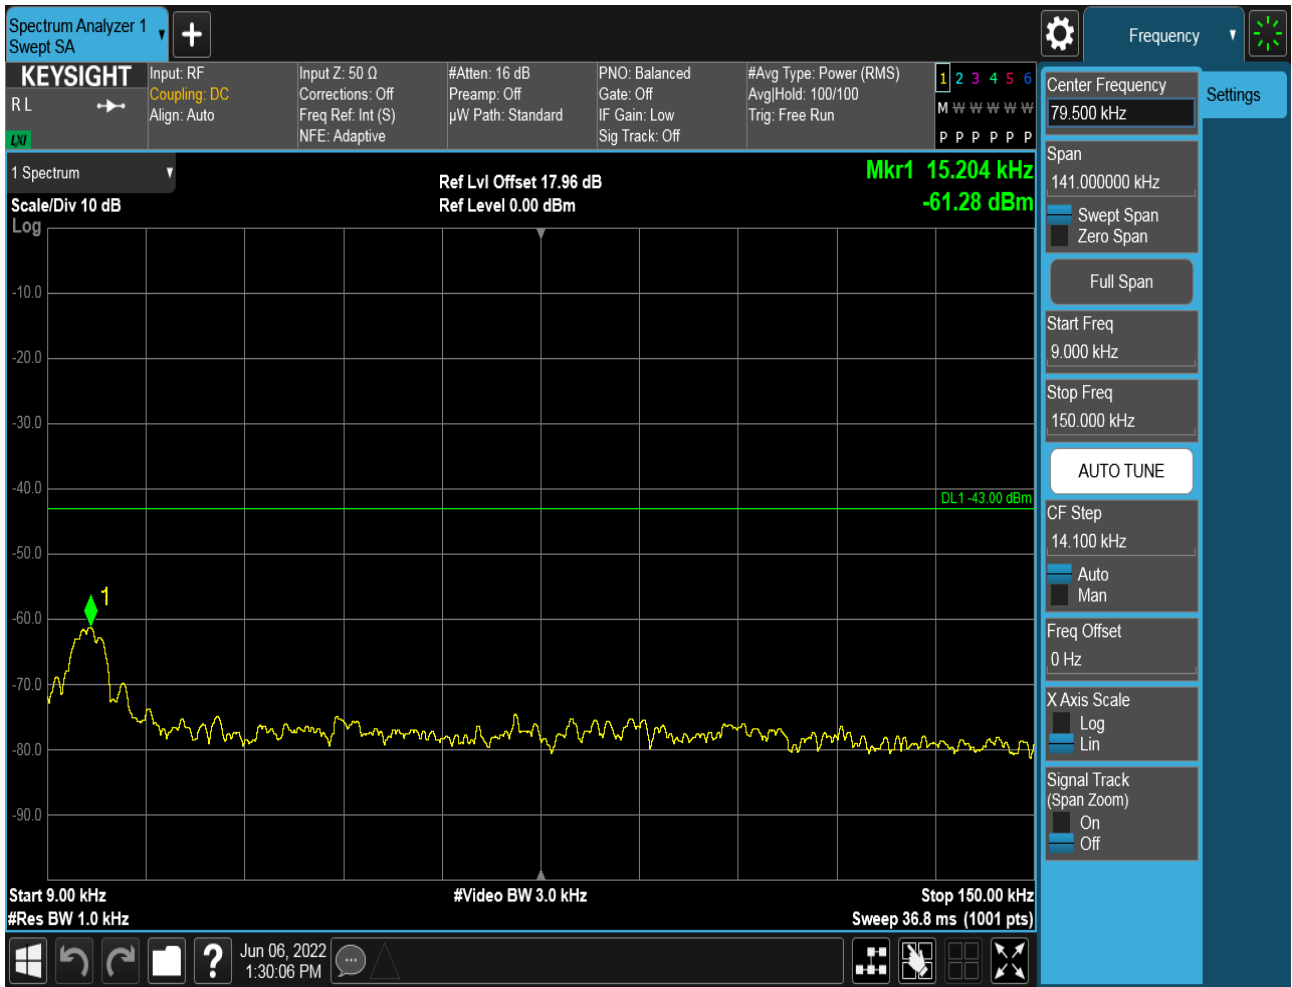 Spectrum Analyzer 1
Swept SA
+
Frequency
KEYSIGHT
R L
LXI
Input: RF
Coupling: DC
Align: Auto
Input Z: 50 Ω
Corrections: Off
Freq Ref: Int (S)
NFE: Adaptive
#Atten: 16 dB
Preamp: Off
µW Path: Standard
PNO: Balanced
Gate: Off
IF Gain: Low
Sig Track: Off
#Avg Type: Power (RMS)
Avg|Hold: 100/100
Trig: Free Run
1 2 3 4 5 6
M W W W W W
P P P P P P
1 Spectrum
Scale/Div 10 dB
Log
Ref Lvl Offset 17.96 dB
Ref Level 0.00 dBm
Mkr1 15.204 kHz
-61.28 dBm
-10.0
-20.0
-30.0
-40.0
DL1 -43.00 dBm
-50.0
1
-60.0
-70.0
-80.0
-90.0
Start 9.00 kHz
#Video BW 3.0 kHz
Stop 150.00 kHz
#Res BW 1.0 kHz
Sweep 36.8 ms (1001 pts)
Jun 06, 2022
1:30:06 PM
?
Center Frequency
79.500 kHz
Settings
Span
141.000000 kHz
Swept Span
Zero Span
Full Span
Start Freq
9.000 kHz
Stop Freq
150.000 kHz
AUTO TUNE
CF Step
14.100 kHz
Auto
Man
Freq Offset
0 Hz
X Axis Scale
Log
Lin
Signal Track
(Span Zoom)
On
Off